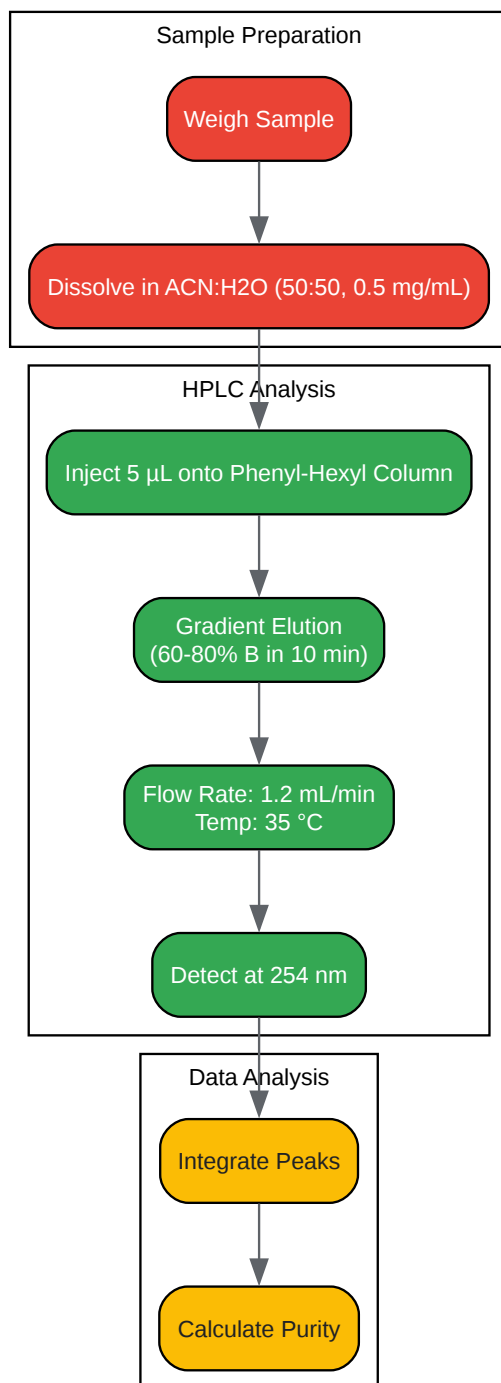 Sample Preparation
Weigh Sample
Dissolve in ACN:H2O (50:50, 0.5 mg/mL)
HPLC Analysis
Inject 5 µL onto Phenyl-Hexyl Column
Gradient Elution
(60-80% B in 10 min)
Flow Rate: 1.2 mL/min
Temp: 35 °C
Detect at 254 nm
Data Analysis
Integrate Peaks
Calculate Purity